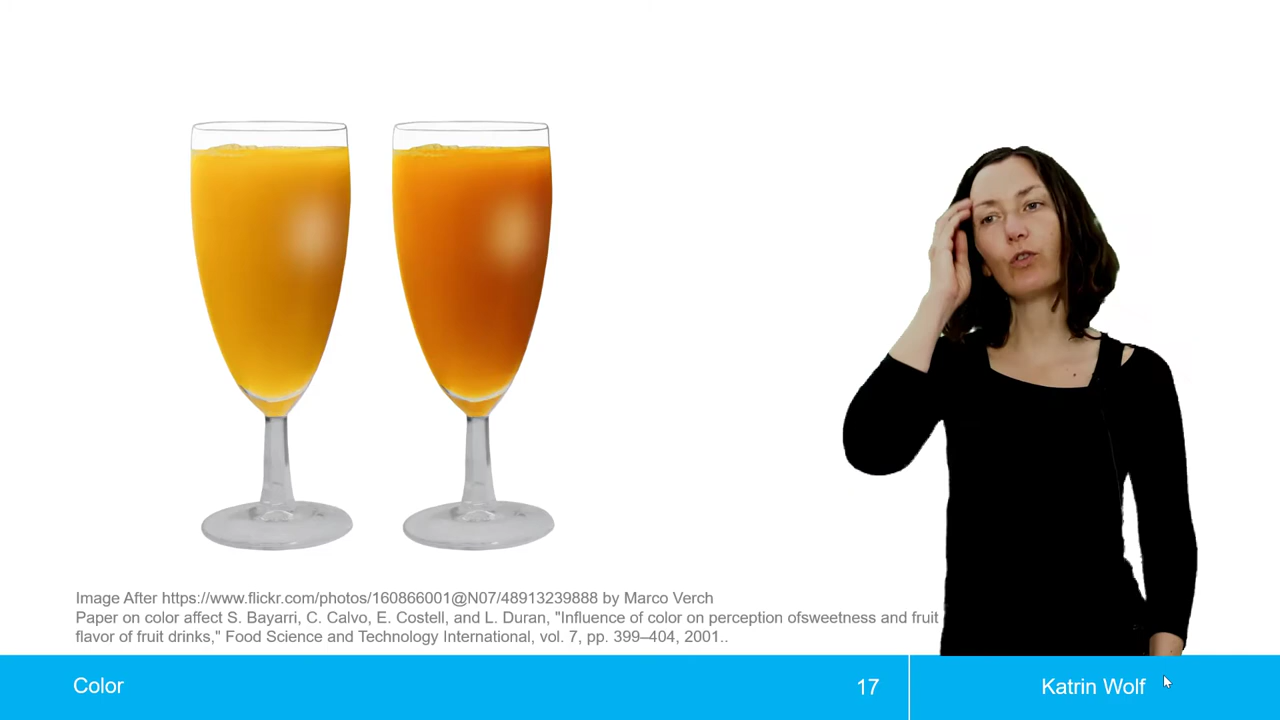 Image After https://www.flickr.com/photos/160866001@N07/48913239888 by Marco Verch
Paper on color affect S. Bayarri, C. Calvo, E. Costell, and L. Duran, "Influence of color on perception ofsweetness and fruit
flavor of fruit drinks," Food Science and Technology International, vol. 7, pp. 399–404, 2001..
Color
17
Katrin Wolf